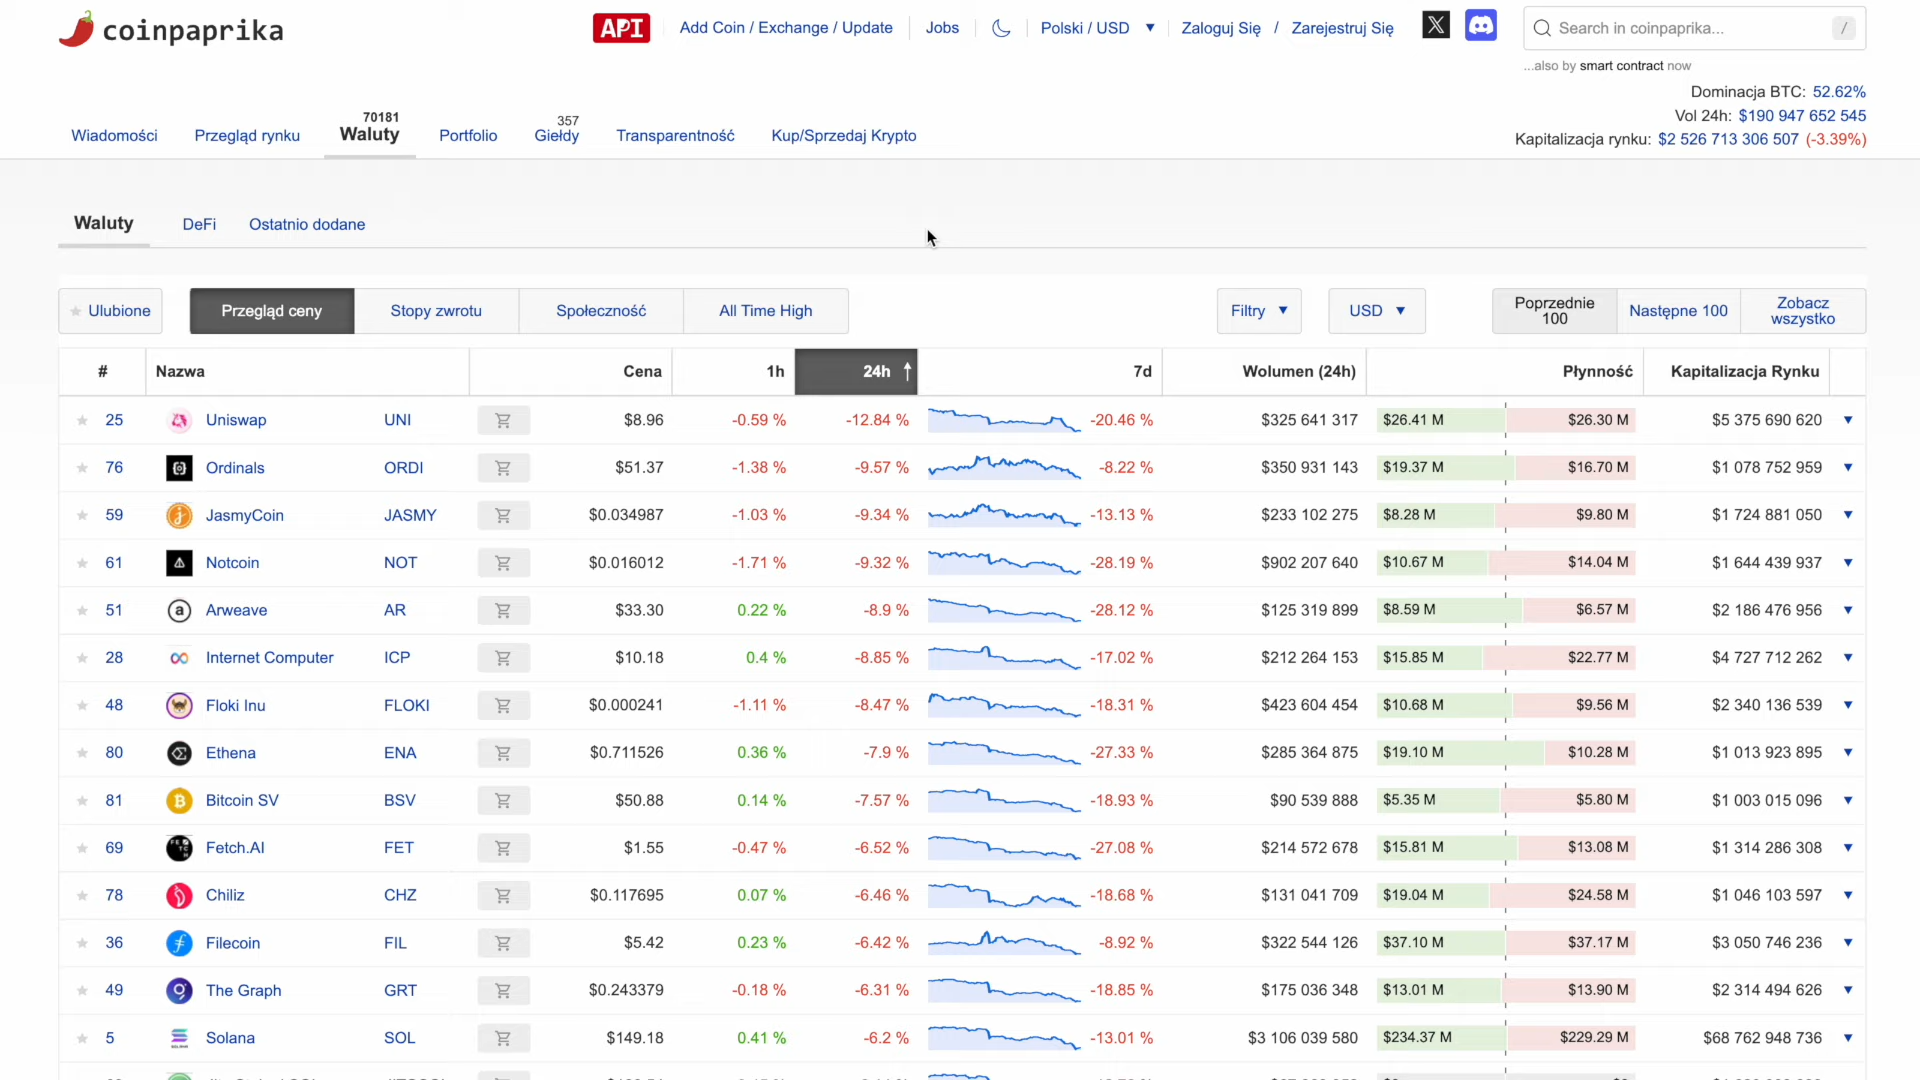 coinpaprika
API
Add Coin / Exchange / Update
Jobs
Polski / USD ▼
Zaloguj Się / Zarejestruj Się
Search in coinpaprika... /
...also by smart contract now
Dominacja BTC: 52.62%
Vol 24h: $190 947 652 545
Kapitalizacja rynku: $2 526 713 306 507 (-3.39%)
Wiadomości
Przegląd rynku
70181
Waluty
Portfolio
357
Giełdy
Transparentność
Kup/Sprzedaj Krypto
Waluty
DeFi
Ostatnio dodane
Ulubione
Przegląd ceny
Stopy zwrotu
Społeczność
All Time High
Filtry ▼
USD ▼
Poprzednie
100
Następne 100
Zobacz
wszystko
# Nazwa Cena 1h 24h ↑ 7d Wolumen (24h) Płynność Kapitalizacja Rynku
25 Uniswap UNI $8.96 -0.59 % -12.84 % -20.46 % $325 641 317 $26.41 M $26.30 M $5 375 690 620 ▼
76 Ordinals ORDI $51.37 -1.38 % -9.57 % -8.22 % $350 931 143 $19.37 M $16.70 M $1 078 752 959 ▼
59 JasmyCoin JASMY $0.034987 -1.03 % -9.34 % -13.13 % $233 102 275 $8.28 M $9.80 M $1 724 881 050 ▼
61 Notcoin NOT $0.016012 -1.71 % -9.32 % -28.19 % $902 207 640 $10.67 M $14.04 M $1 644 439 937 ▼
51 Arweave AR $33.30 0.22 % -8.9 % -28.12 % $125 319 899 $8.59 M $6.57 M $2 186 476 956 ▼
28 Internet Computer ICP $10.18 0.4 % -8.85 % -17.02 % $212 264 153 $15.85 M $22.77 M $4 727 712 262 ▼
48 Floki Inu FLOKI $0.000241 -1.11 % -8.47 % -18.31 % $423 604 454 $10.68 M $9.56 M $2 340 136 539 ▼
80 Ethena ENA $0.711526 0.36 % -7.9 % -27.33 % $285 364 875 $19.10 M $10.28 M $1 013 923 895 ▼
81 Bitcoin SV BSV $50.88 0.14 % -7.57 % -18.93 % $90 539 888 $5.35 M $5.80 M $1 003 015 096 ▼
69 Fetch.AI FET $1.55 -0.47 % -6.52 % -27.08 % $214 572 678 $15.81 M $13.08 M $1 314 286 308 ▼
78 Chiliz CHZ $0.117695 0.07 % -6.46 % -18.68 % $131 041 709 $19.04 M $24.58 M $1 046 103 597 ▼
36 Filecoin FIL $5.42 0.23 % -6.42 % -8.92 % $322 544 126 $37.10 M $37.17 M $3 050 746 236 ▼
49 The Graph GRT $0.243379 -0.18 % -6.31 % -18.85 % $175 036 348 $13.01 M $13.90 M $2 314 494 626 ▼
5 Solana SOL $149.18 0.41 % -6.2 % -13.01 % $3 106 039 580 $234.37 M $229.29 M $68 762 948 736 ▼